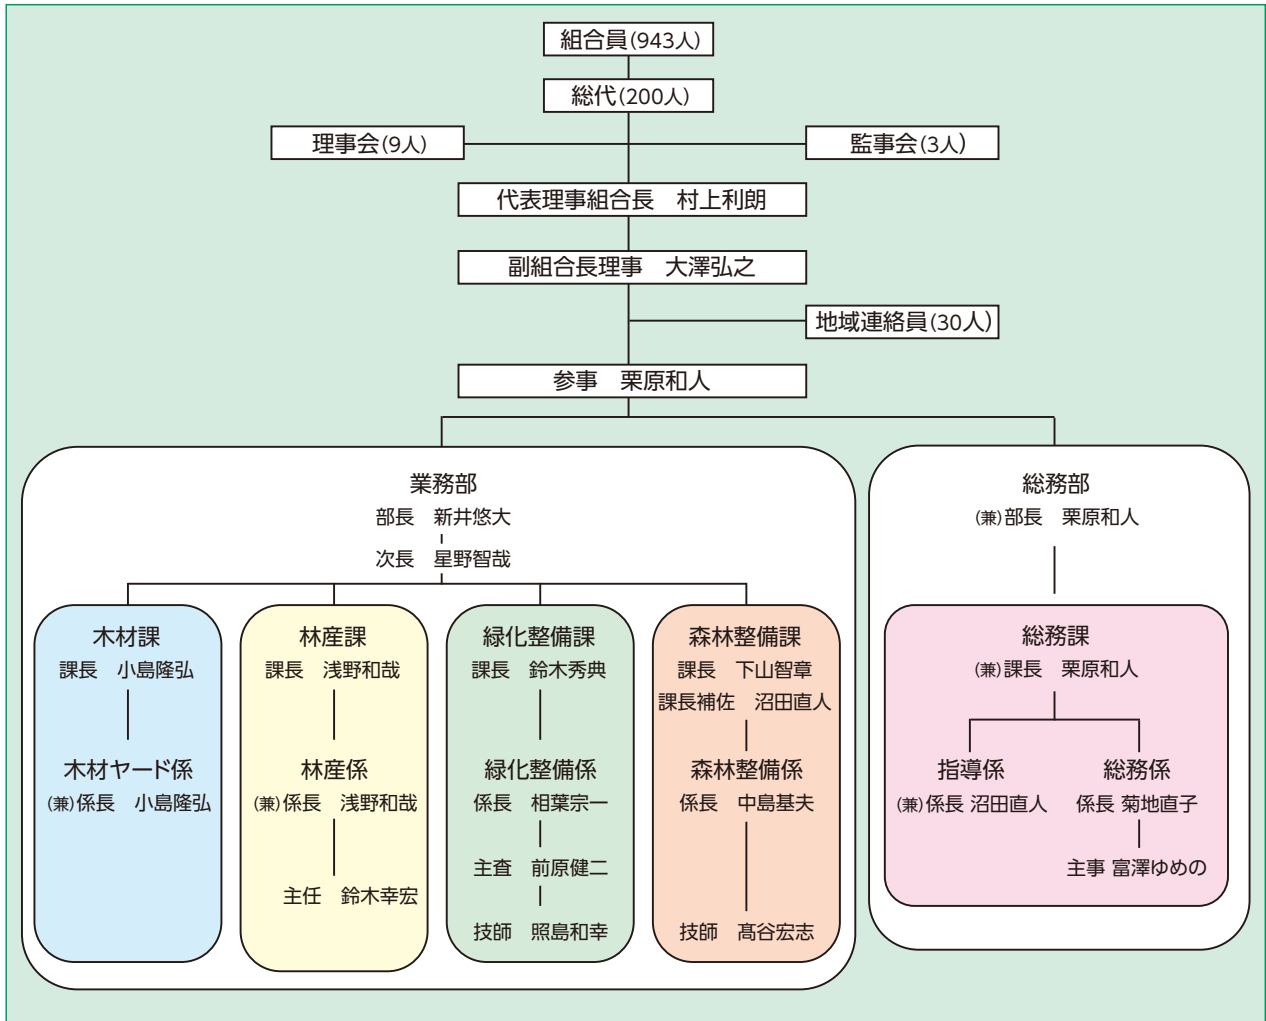 組合員(943人)
総代(200人)
理事会(9人)
監事会(3人)
代表理事組合長　村上利朗
副組合長理事　大澤弘之
地域連絡員(30人)
参事　栗原和人
業務部
部長　新井悠大
次長　星野智哉
木材課
課長　小島隆弘
木材ヤード係
(兼)係長　小島隆弘
林産課
課長　浅野和哉
林産係
(兼)係長　浅野和哉
主任　鈴木幸宏
緑化整備課
課長　鈴木秀典
緑化整備係
係長　相葉宗一
主査　前原健二
技師　照島和幸
森林整備課
課長　下山智章
課長補佐　沼田直人
森林整備係
係長　中島基夫
技師　髙谷宏志
総務部
(兼)部長　栗原和人
総務課
(兼)課長　栗原和人
指導係
(兼)係長 沼田直人
総務係
係長 菊地直子
主事 富澤ゆめの